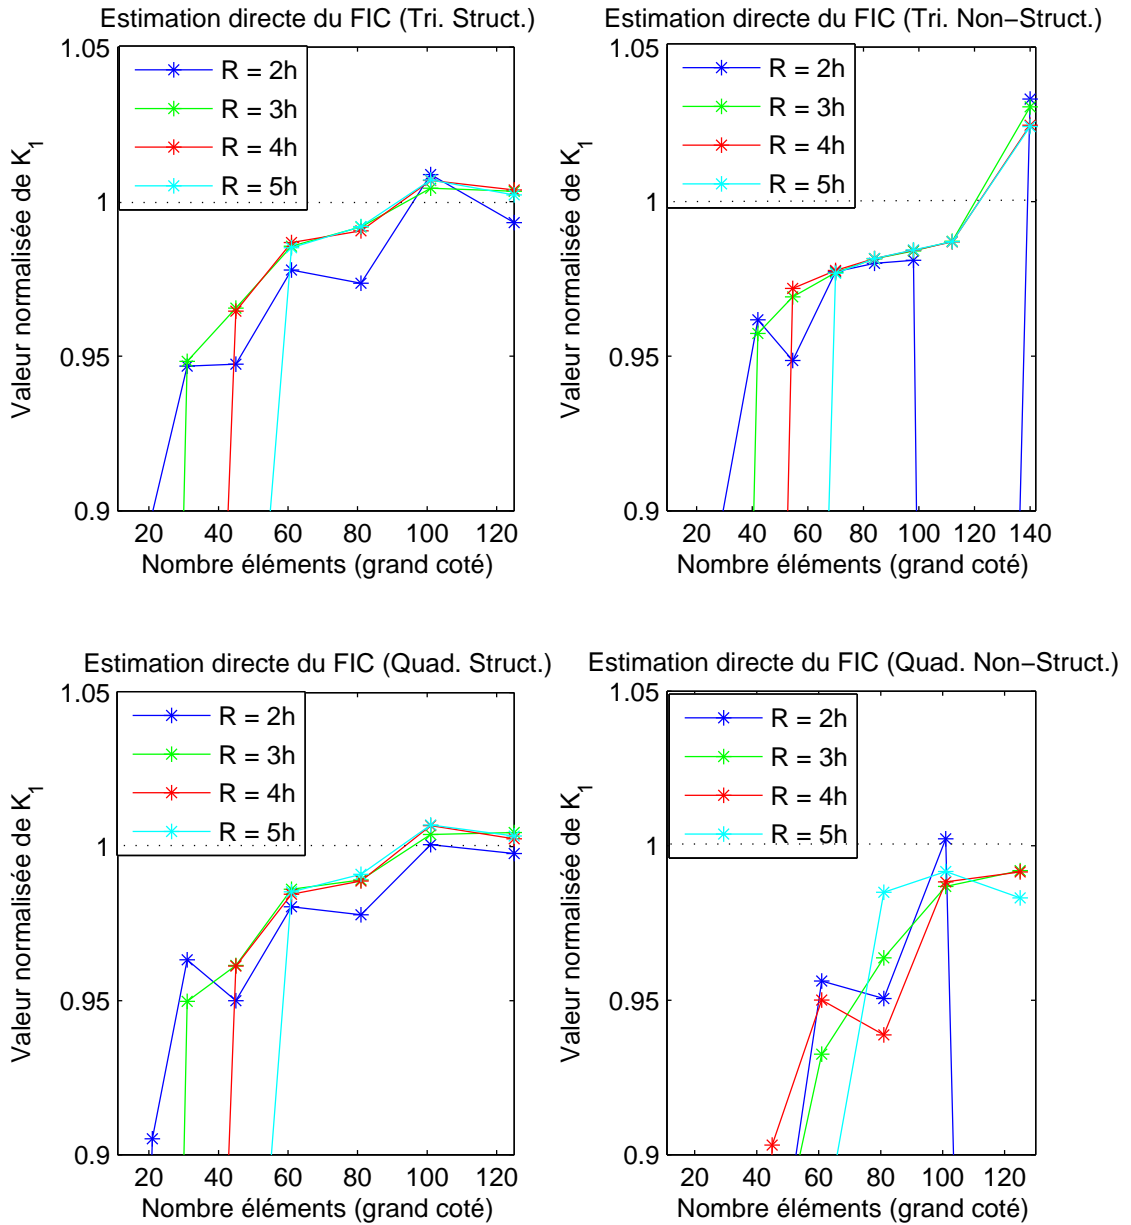 Estimation directe du FIC (Tri. Struct.)
1.05
1
0.95
0.9
Valeur normalisée de K1
R = 2h
R = 3h
R = 4h
R = 5h
20 40 60 80 100 120
Nombre éléments (grand coté)
Estimation directe du FIC (Tri. Non−Struct.)
1.05
1
0.95
0.9
Valeur normalisée de K1
R = 2h
R = 3h
R = 4h
R = 5h
20 40 60 80 100 120 140
Nombre éléments (grand coté)
Estimation directe du FIC (Quad. Struct.)
1.05
1
0.95
0.9
Valeur normalisée de K1
R = 2h
R = 3h
R = 4h
R = 5h
20 40 60 80 100 120
Nombre éléments (grand coté)
Estimation directe du FIC (Quad. Non−Struct.)
1.05
1
0.95
0.9
Valeur normalisée de K1
R = 2h
R = 3h
R = 4h
R = 5h
20 40 60 80 100 120
Nombre éléments (grand coté)